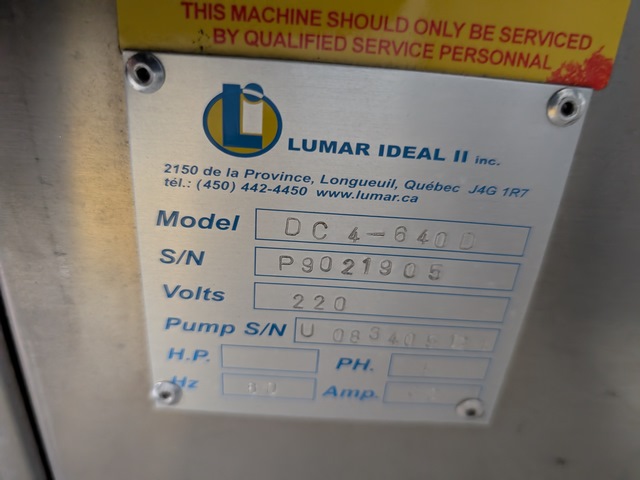 THIS MACHINE SHOULD ONLY BE SERVICED
BY QUALIFIED SERVICE PERSONNAL
LUMAR IDEAL II inc.
2150 de la Province, Longueuil, Québec J4G 1R7
tél.: (450) 442-4450 www.lumar.ca
Model DC4-6400
S/N P9021905
Volts 220
Pump S/N U
H.P. PH.
Hz 60 Amp.